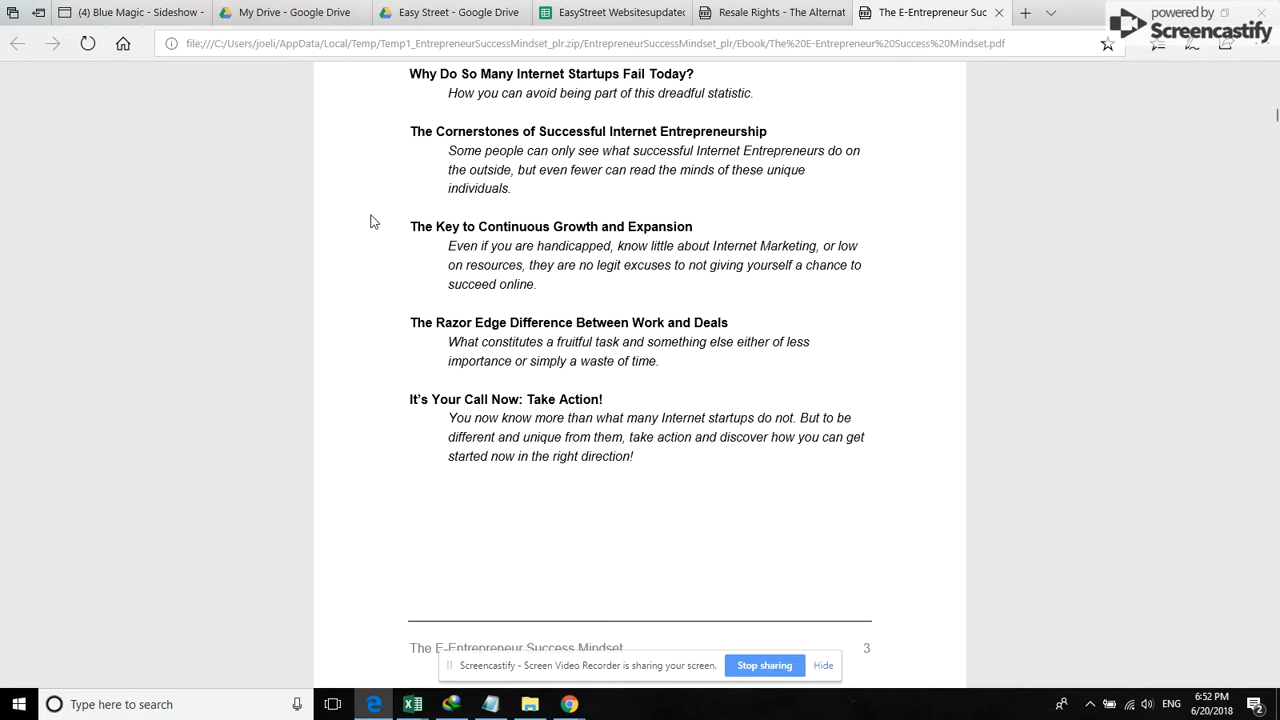 (4) Blue Magic - Sideshow -
My Drive - Google Drive
Easy Street - Google Drive
EasyStreet Websitesupdated
Resale Rights - The Alternat
The E-Entrepreneur Suc
powered by
Screencastify
file:///C:/Users/joeli/AppData/Local/Temp/Temp1_EntrepreneurSuccessMindset_plr.zip/EntrepreneurSuccessMindset_plr/Ebook/The%20E-Entrepreneur%20Success%20Mindset.pdf
Why Do So Many Internet Startups Fail Today?
How you can avoid being part of this dreadful statistic.
The Cornerstones of Successful Internet Entrepreneurship
Some people can only see what successful Internet Entrepreneurs do on
the outside, but even fewer can read the minds of these unique
individuals.
The Key to Continuous Growth and Expansion
Even if you are handicapped, know little about Internet Marketing, or low
on resources, they are no legit excuses to not giving yourself a chance to
succeed online.
The Razor Edge Difference Between Work and Deals
What constitutes a fruitful task and something else either of less
importance or simply a waste of time.
It's Your Call Now: Take Action!
You now know more than what many Internet startups do not. But to be
different and unique from them, take action and discover how you can get
started now in the right direction!
The E-Entrepreneur Success Mindset
3
Screencastify - Screen Video Recorder is sharing your screen.
Stop sharing
Hide
Type here to search
ENG
6:52 PM
6/20/2018
2